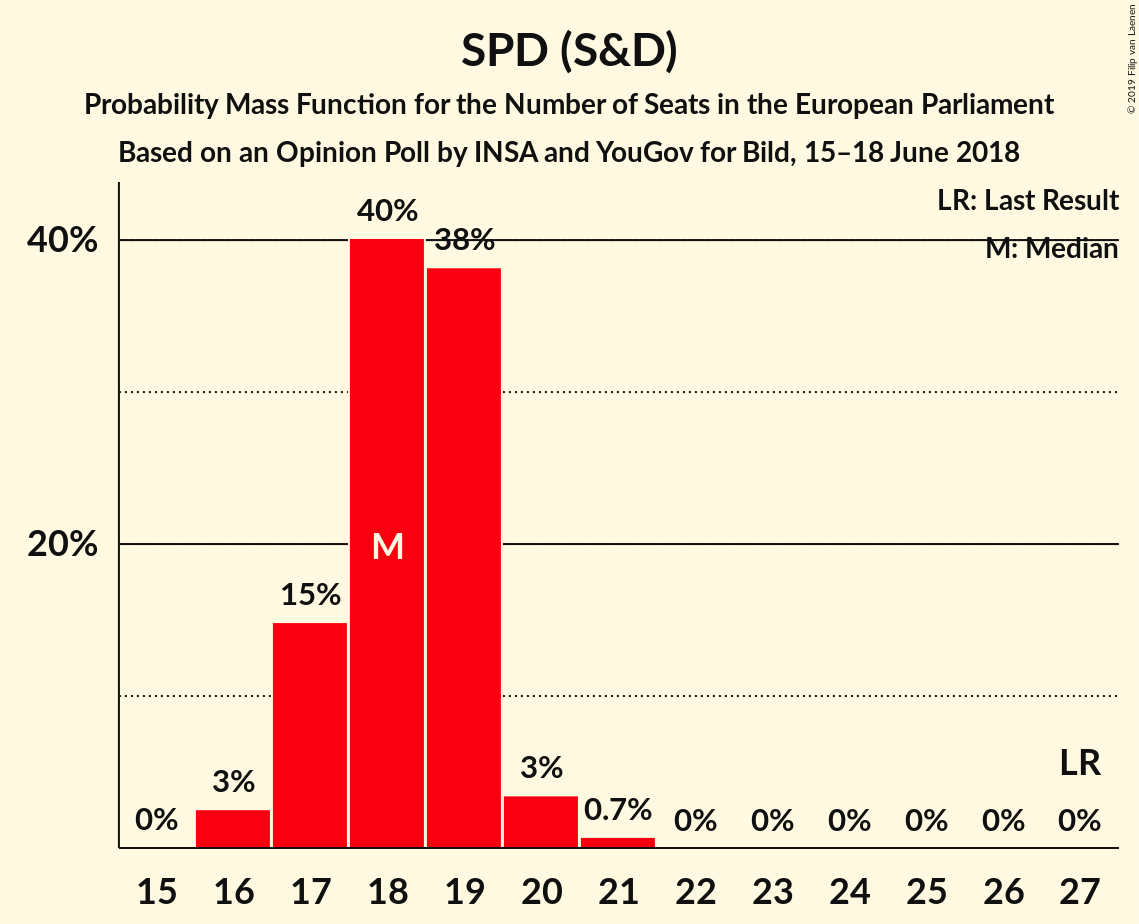 SPD (S&D)
Probability Mass Function for the Number of Seats in the European Parliament
Based on an Opinion Poll by INSA and YouGov for Bild, 15–18 June 2018
© 2019 Filip van Laenen
LR: Last Result
M: Median
40%
20%
0%
3%
15%
40%
38%
3%
0.7%
0%
0%
0%
0%
0%
0%
M
LR
15 16 17 18 19 20 21 22 23 24 25 26 27